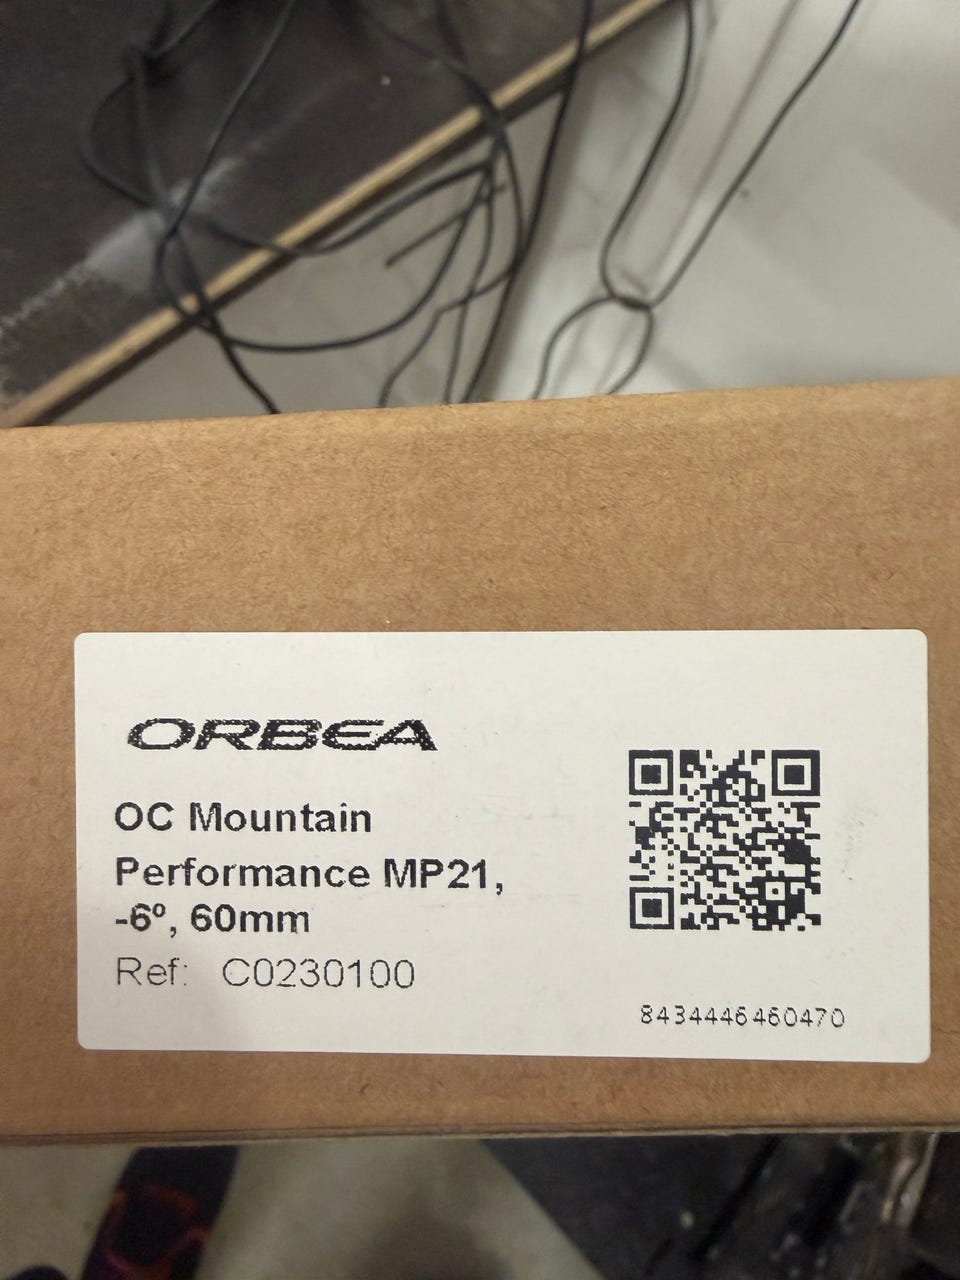 ORBEA
OC Mountain
Performance MP21,
-6º, 60mm
Ref: C0230100
8434446460470